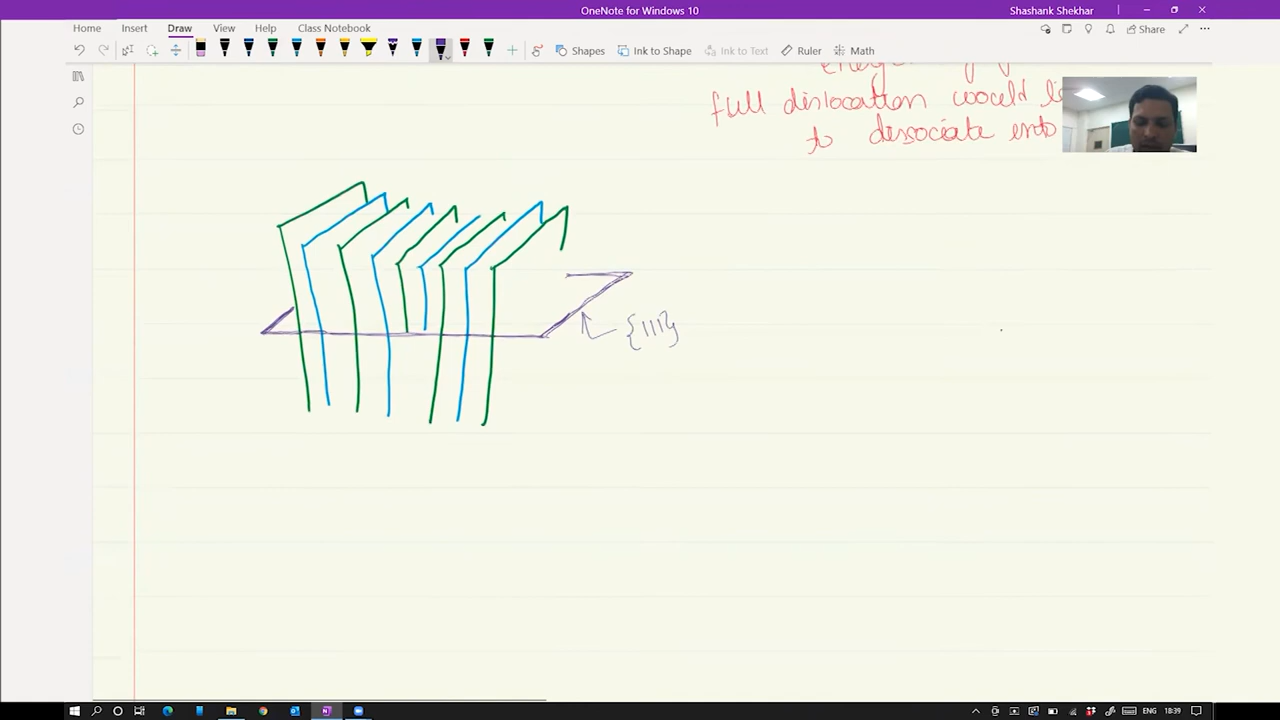 OneNote for Windows 10
Shashank Shekhar
Home Insert Draw View Help Class Notebook
Shapes Ink to Shape Ink to Text Ruler Math Share
full dislocation would
to dissociate ento
{111}
ENG 18:39